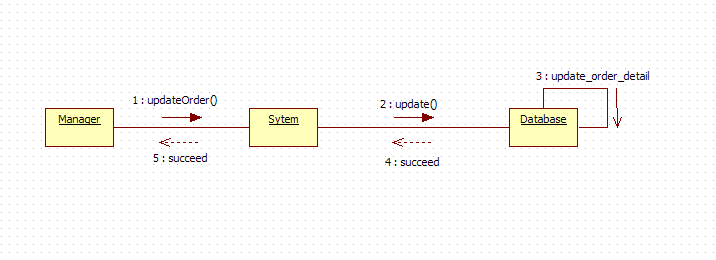 3 : update_order_detail
1 : updateOrder()
2 : update()
Manager
Sytem
Database
5 : succeed
4 : succeed